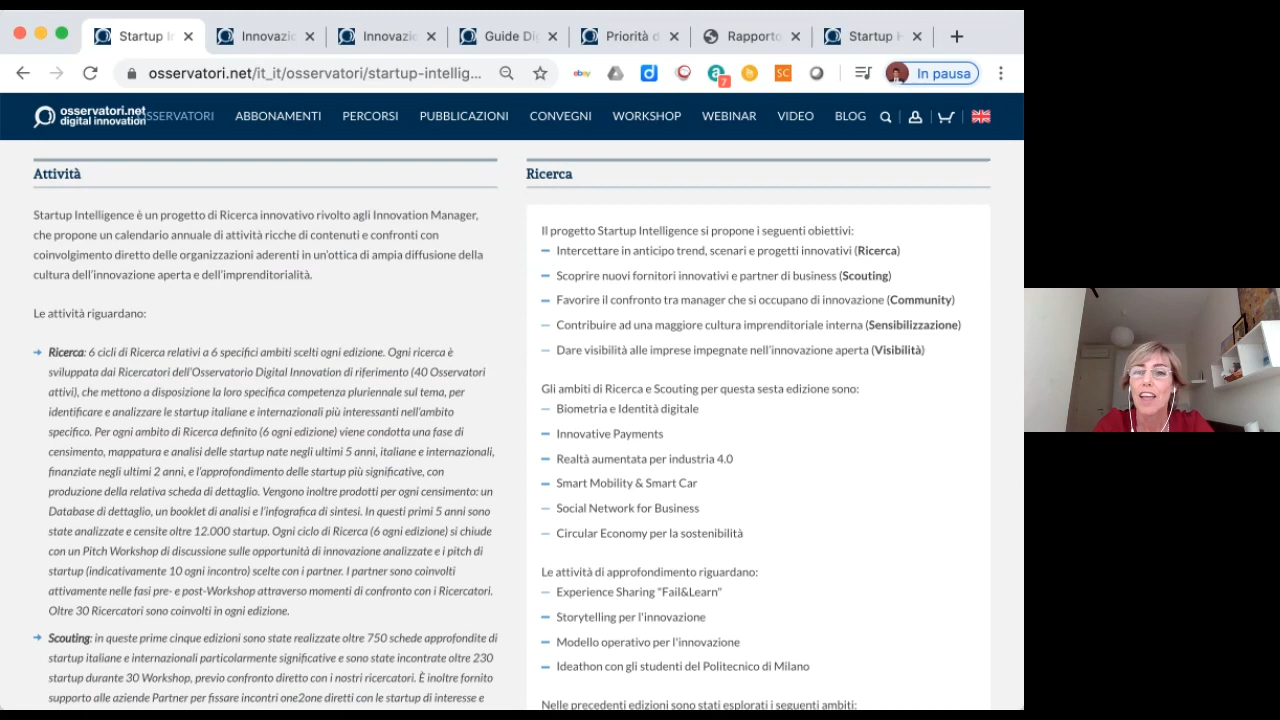 Startup In
Innovazio
Innovazio
Guide Di
Priorità d
Rapporto
Startup H
osservatori.net/it_it/osservatori/startup-intellig...
ebay
7
SC
In pausa
osservatori.net
digital innovation
SSERVATORI
ABBONAMENTI
PERCORSI
PUBBLICAZIONI
CONVEGNI
WORKSHOP
WEBINAR
VIDEO
BLOG
Attività
Startup Intelligence è un progetto di Ricerca innovativo rivolto agli Innovation Manager,
che propone un calendario annuale di attività ricche di contenuti e confronti con
coinvolgimento diretto delle organizzazioni aderenti in un'ottica di ampia diffusione della
cultura dell'innovazione aperta e dell'imprenditorialità.
Le attività riguardano:
Ricerca: 6 cicli di Ricerca relativi a 6 specifici ambiti scelti ogni edizione. Ogni ricerca è
sviluppata dai Ricercatori dell'Osservatorio Digital Innovation di riferimento (40 Osservatori
attivi), che mettono a disposizione la loro specifica competenza pluriennale sul tema, per
identificare e analizzare le startup italiane e internazionali più interessanti nell'ambito
specifico. Per ogni ambito di Ricerca definito (6 ogni edizione) viene condotta una fase di
censimento, mappatura e analisi delle startup nate negli ultimi 5 anni, italiane e internazionali,
finanziate negli ultimi 2 anni, e l'approfondimento delle startup più significative, con
produzione della relativa scheda di dettaglio. Vengono inoltre prodotti per ogni censimento: un
Database di dettaglio, un booklet di analisi e l'infografica di sintesi. In questi primi 5 anni sono
state analizzate e censite oltre 12.000 startup. Ogni ciclo di Ricerca (6 ogni edizione) si chiude
con un Pitch Workshop di discussione sulle opportunità di innovazione analizzate e i pitch di
startup (indicativamente 10 ogni incontro) scelte con i partner. I partner sono coinvolti
attivamente nelle fasi pre- e post-Workshop attraverso momenti di confronto con i Ricercatori.
Oltre 30 Ricercatori sono coinvolti in ogni edizione.
Scouting: in queste prime cinque edizioni sono state realizzate oltre 750 schede approfondite di
startup italiane e internazionali particolarmente significative e sono state incontrate oltre 230
startup durante 30 Workshop, previo confronto diretto con i nostri ricercatori. È inoltre fornito
supporto alle aziende Partner per fissare incontri one2one diretti con le startup di interesse e
Ricerca
Il progetto Startup Intelligence si propone i seguenti obiettivi:
Intercettare in anticipo trend, scenari e progetti innovativi (Ricerca)
Scoprire nuovi fornitori innovativi e partner di business (Scouting)
Favorire il confronto tra manager che si occupano di innovazione (Community)
Contribuire ad una maggiore cultura imprenditoriale interna (Sensibilizzazione)
Dare visibilità alle imprese impegnate nell'innovazione aperta (Visibilità)
Gli ambiti di Ricerca e Scouting per questa sesta edizione sono:
Biometria e Identità digitale
Innovative Payments
Realtà aumentata per industria 4.0
Smart Mobility & Smart Car
Social Network for Business
Circular Economy per la sostenibilità
Le attività di approfondimento riguardano:
Experience Sharing "Fail&Learn"
Storytelling per l'innovazione
Modello operativo per l'innovazione
Ideathon con gli studenti del Politecnico di Milano
Nelle precedenti edizioni sono stati esplorati i seguenti ambiti: